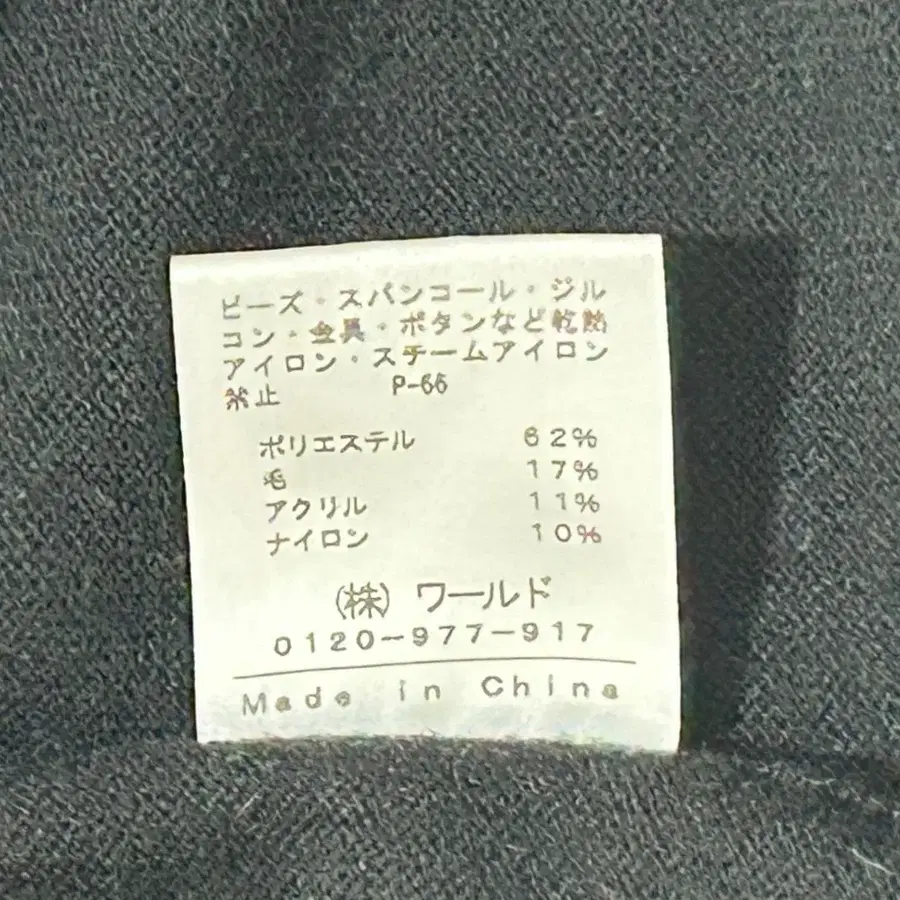 ビーズ・スパンコール・ジル
コン・金具・ボタンなど乾熱
アイロン・スチームアイロン
禁止 P-66
ポリエステル 62%
毛 17%
アクリル 11%
ナイロン 10%
(株) ワールド
0120-977-917
Made in China